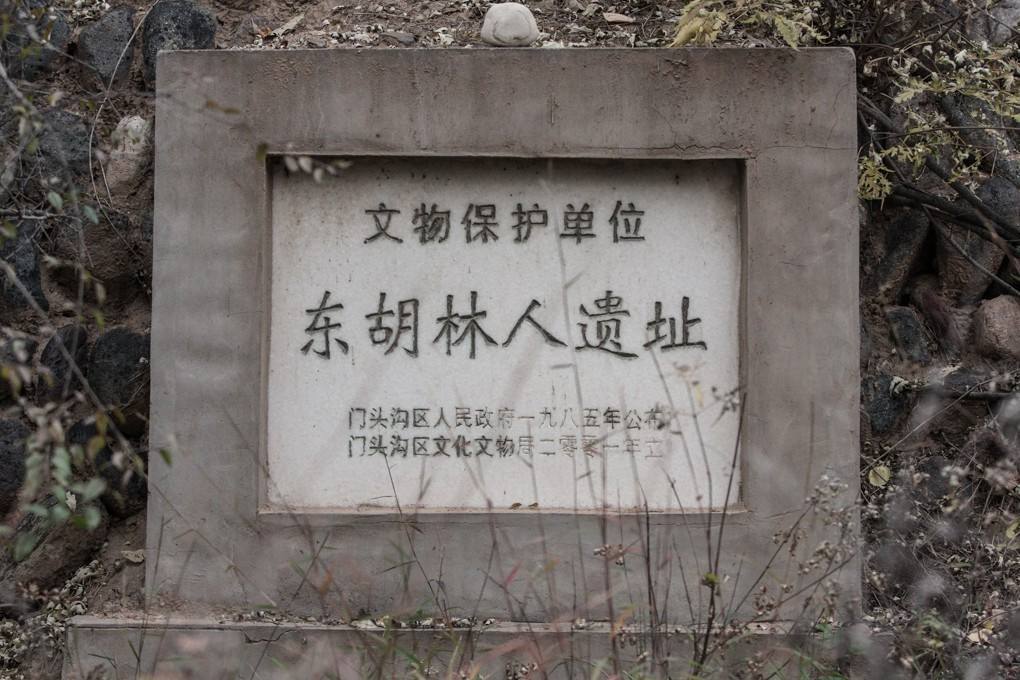 文物保护单位
东胡林人遗址
门头沟区人民政府一九八五年公布
门头沟区文化文物局二零零一年立